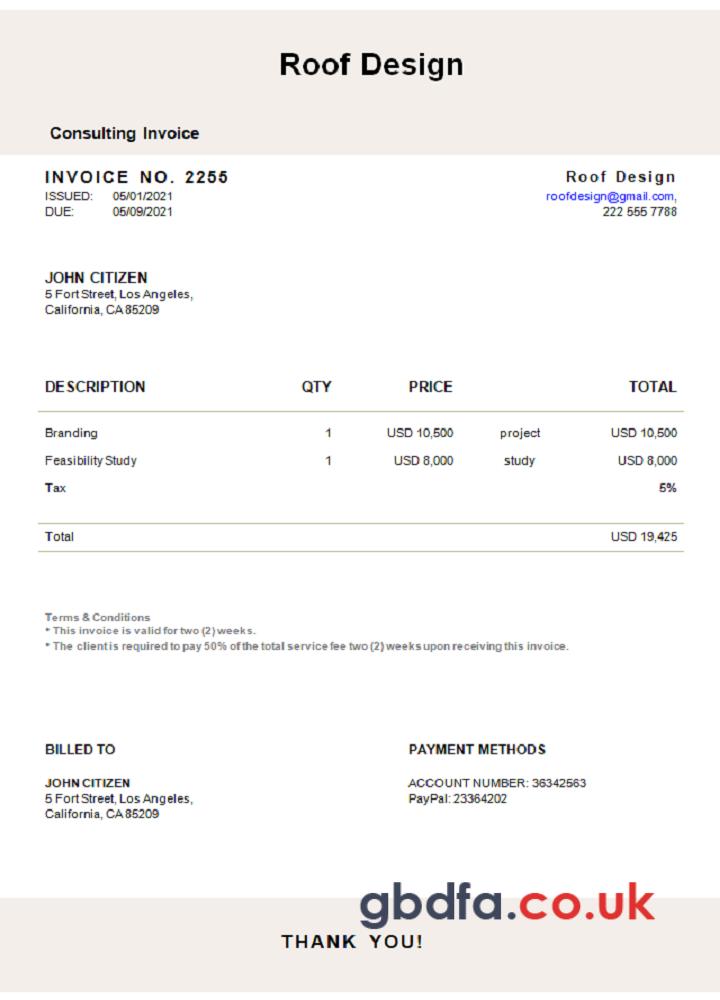 Roof Design
Consulting Invoice
INVOICE NO. 2255
ISSUED: 05/01/2021
DUE: 05/09/2021
Roof Design
roofdesign@gmail.com,
222 555 7788
JOHN CITIZEN
5 Fort Street, Los Angeles,
California, CA 85209
DESCRIPTION QTY PRICE TOTAL
Branding 1 USD 10,500 project USD 10,500
Feasibility Study 1 USD 8,000 study USD 8,000
Tax 5%
Total USD 19,425
Terms & Conditions
* This invoice is valid for two (2) weeks.
* The client is required to pay 50% of the total service fee two (2) weeks upon receiving this invoice.
BILLED TO
JOHN CITIZEN
5 Fort Street, Los Angeles,
California, CA 85209
PAYMENT METHODS
ACCOUNT NUMBER: 36342563
PayPal: 23364202
gbdfa.co.uk
THANK YOU!